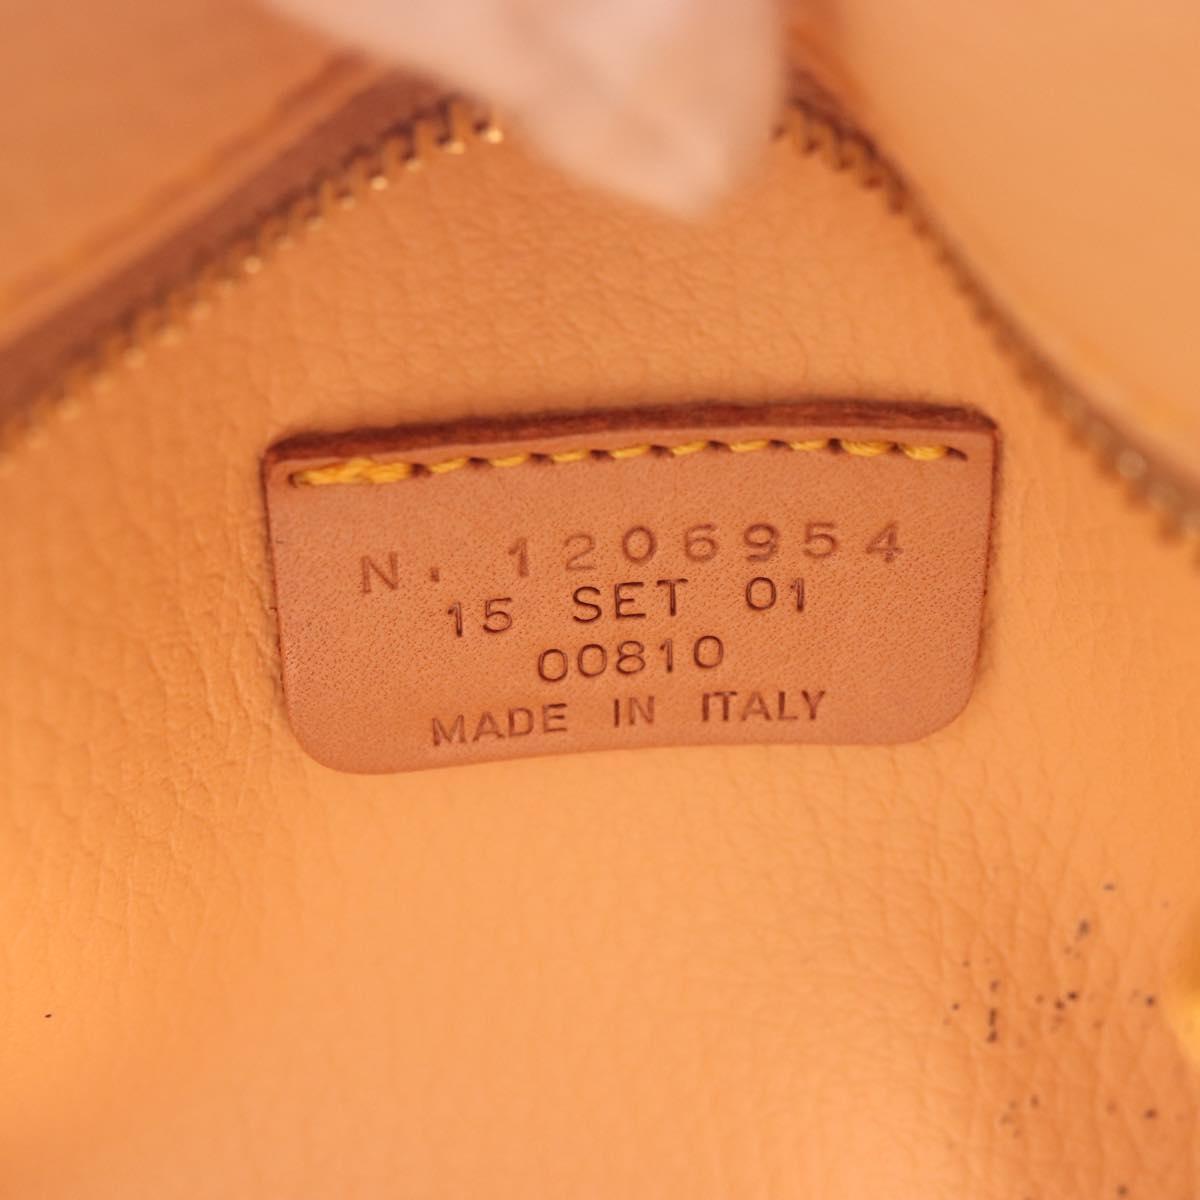 N. 1206954
15 SET 01
00810
MADE IN ITALY